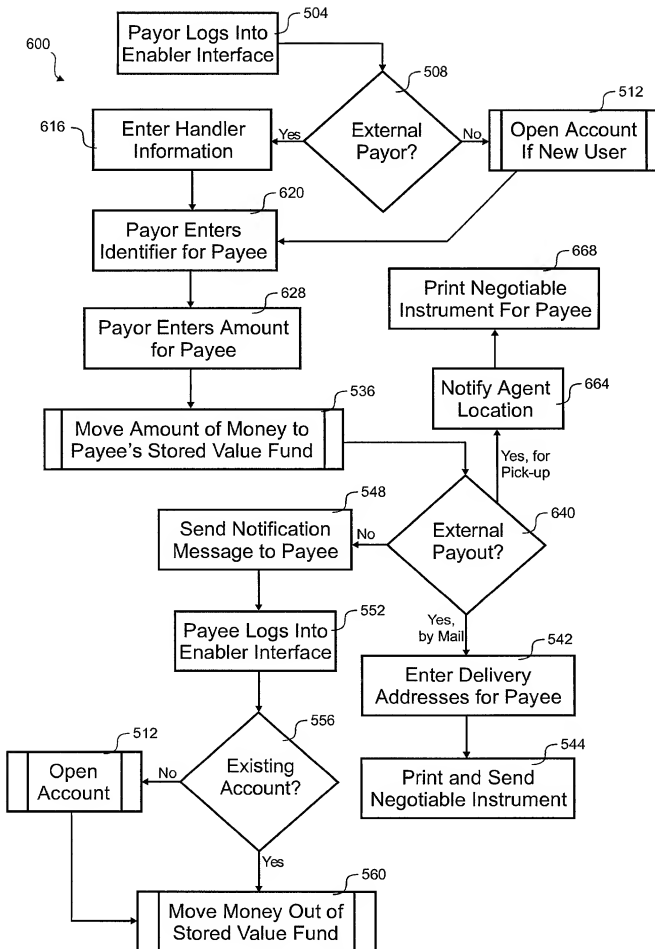 504
Payor Logs Into
Enabler Interface
600
508
External
Payor?
Yes
No
616
Enter Handler
Information
512
Open Account
If New User
620
Payor Enters
Identifier for Payee
628
Payor Enters Amount
for Payee
668
Print Negotiable
Instrument For Payee
664
Notify Agent
Location
536
Move Amount of Money to
Payee's Stored Value Fund
Yes, for
Pick-up
640
External
Payout?
No
548
Send Notification
Message to Payee
552
Payee Logs Into
Enabler Interface
Yes,
by Mail
542
Enter Delivery
Addresses for Payee
544
Print and Send
Negotiable Instrument
556
Existing
Account?
No
512
Open
Account
Yes
560
Move Money Out of
Stored Value Fund